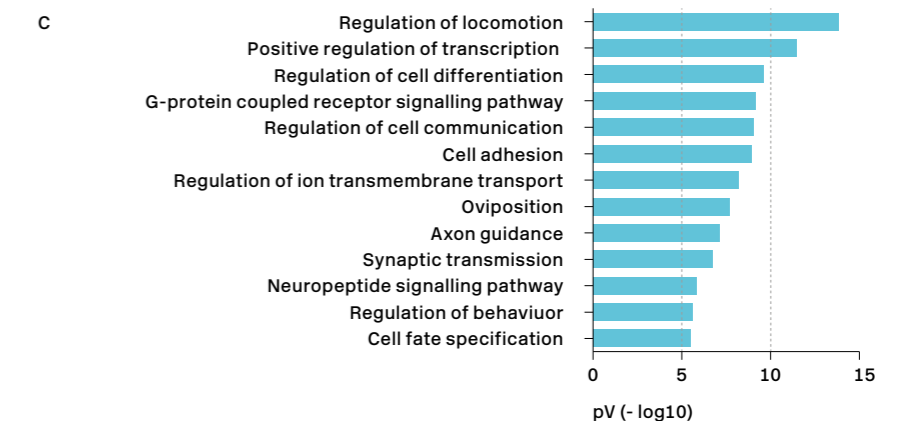 C
Regulation of locomotion
Positive regulation of transcription
Regulation of cell differentiation
G-protein coupled receptor signalling pathway
Regulation of cell communication
Cell adhesion
Regulation of ion transmembrane transport
Oviposition
Axon guidance
Synaptic transmission
Neuropeptide signalling pathway
Regulation of behaviuor
Cell fate specification
0 5 10 15
pV (- log10)